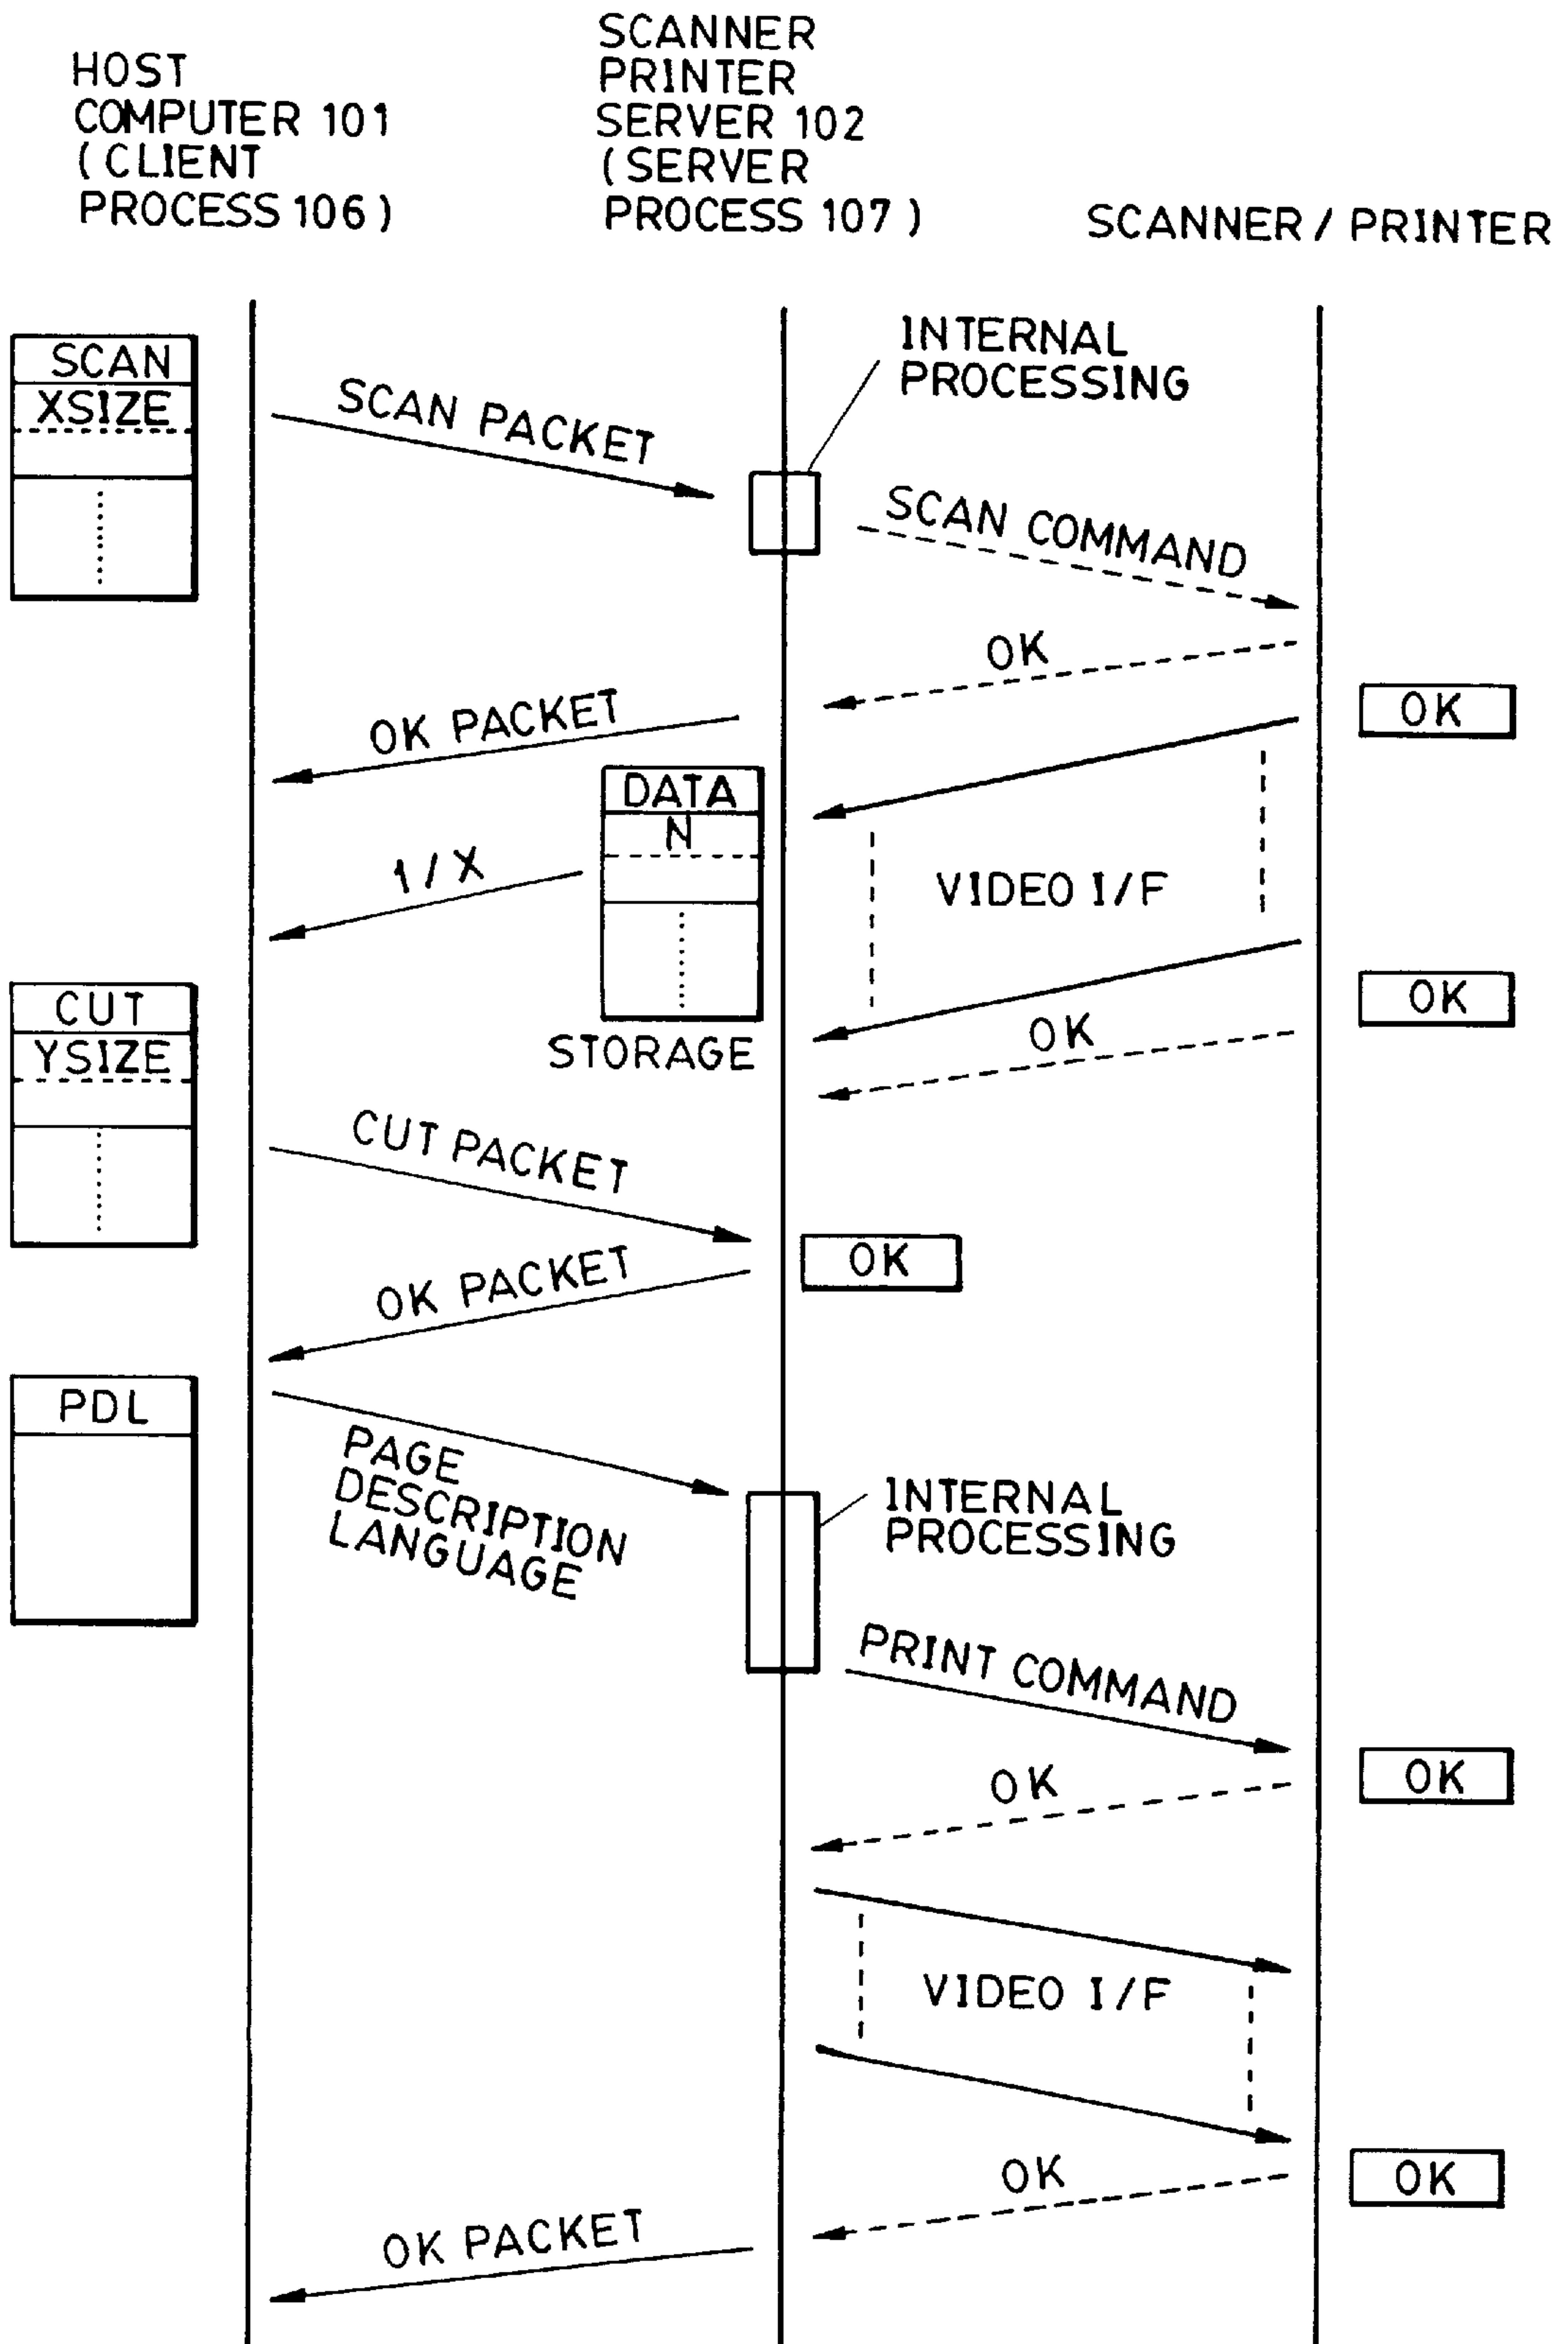 HOST
COMPUTER 101
(CLIENT
PROCESS 106)
SCANNER
PRINTER
SERVER 102
(SERVER
PROCESS 107)
SCANNER / PRINTER
SCAN
XSIZE
SCAN PACKET
INTERNAL
PROCESSING
SCAN COMMAND
OK
OK
OK PACKET
DATA
N
1/X
VIDEO I/F
STORAGE
OK
OK
CUT
YSIZE
CUT PACKET
OK
OK PACKET
PDL
PAGE
DESCRIPTION
LANGUAGE
INTERNAL
PROCESSING
PRINT COMMAND
OK
OK
VIDEO I/F
OK
OK
OK PACKET